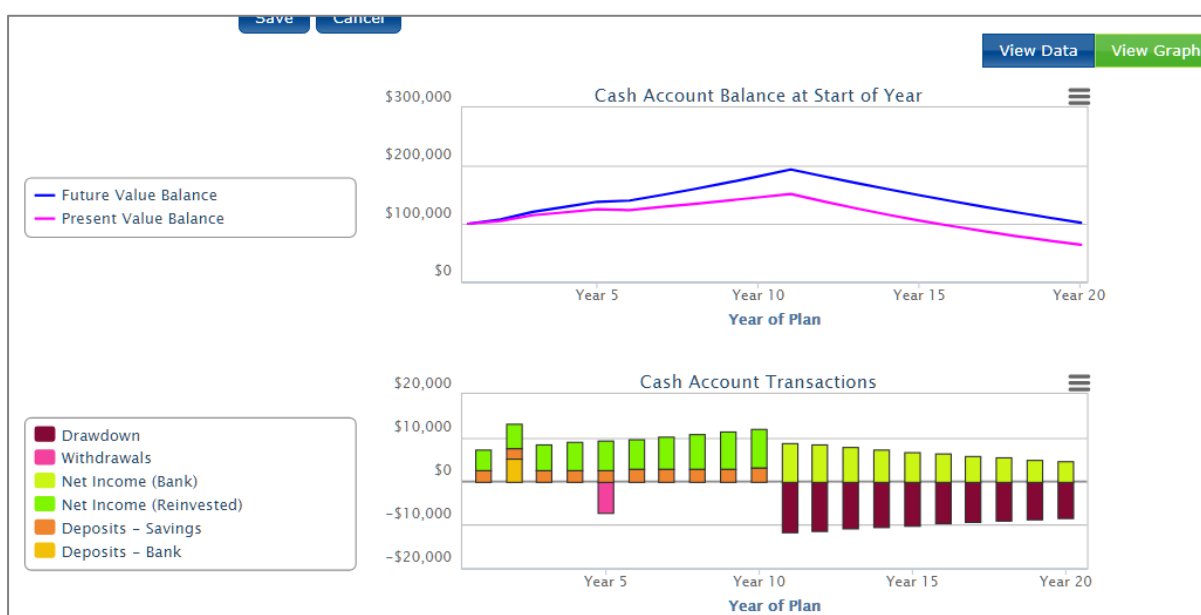 Save Cancel
View Data View Graph
Cash Account Balance at Start of Year
$300,000
$200,000
$100,000
$0
Future Value Balance
Present Value Balance
Year 5 Year 10 Year 15 Year 20
Year of Plan
Cash Account Transactions
$20,000
$10,000
$0
-$10,000
-$20,000
Drawdown
Withdrawals
Net Income (Bank)
Net Income (Reinvested)
Deposits - Savings
Deposits - Bank
Year 5 Year 10 Year 15 Year 20
Year of Plan